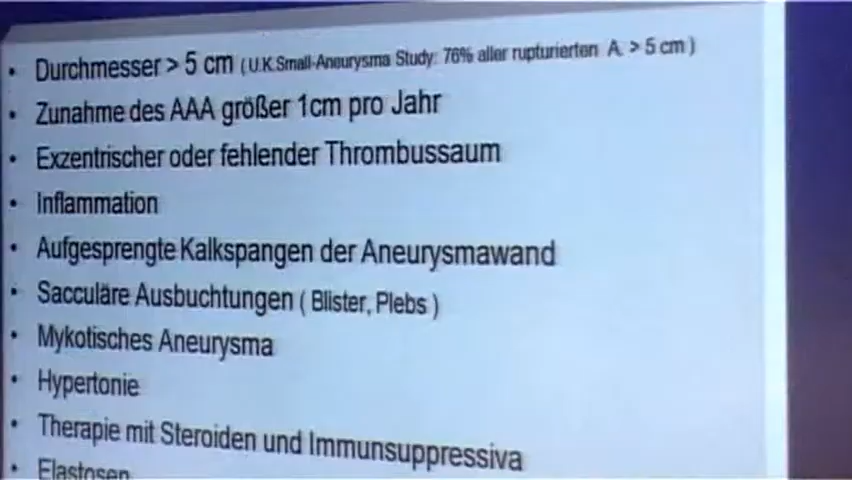 • Durchmesser > 5 cm ( U.K.Small-Aneurysma Study: 76% aller rupturierten A. > 5 cm )
• Zunahme des AAA größer 1cm pro Jahr
• Exzentrischer oder fehlender Thrombussaum
• Inflammation
• Aufgesprengte Kalkspangen der Aneurysmawand
• Sacculäre Ausbuchtungen ( Blister, Plebs )
• Mykotisches Aneurysma
• Hypertonie
• Therapie mit Steroiden und Immunsuppressiva
• Elastosen